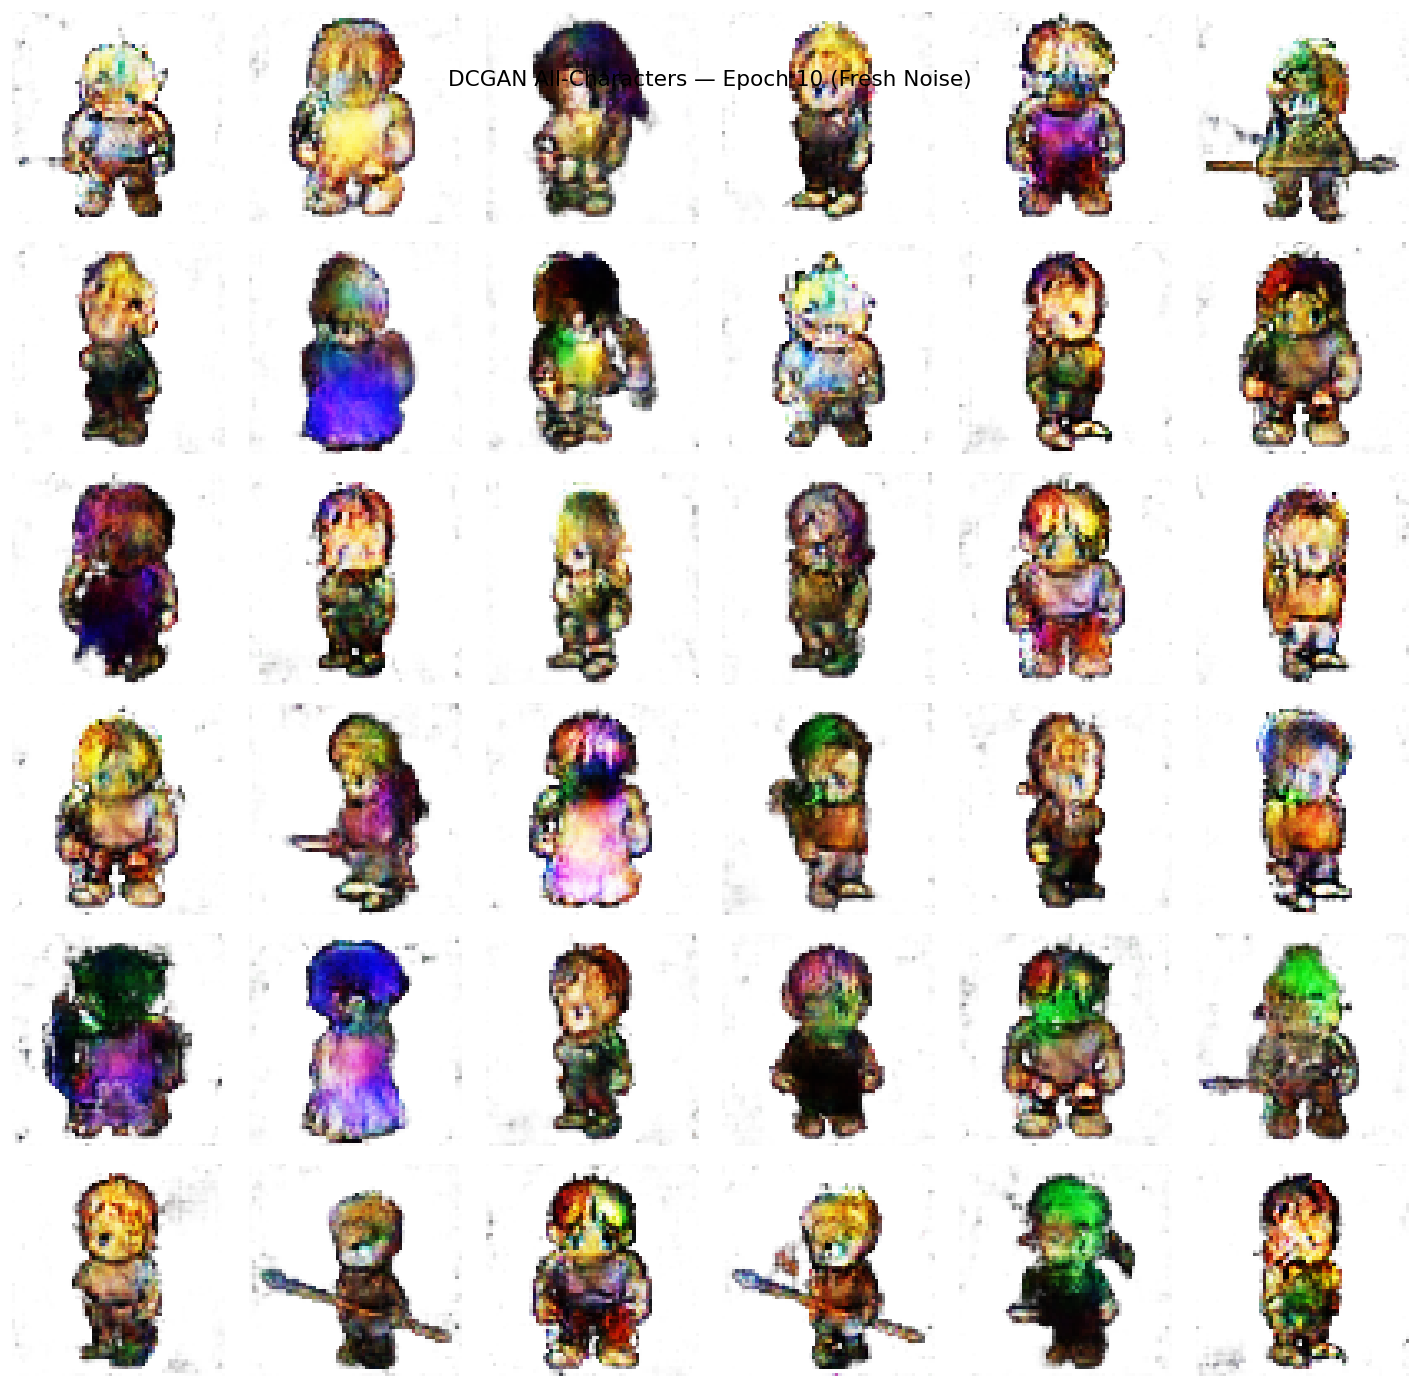 DCGAN All-Characters — Epoch 10 (Fresh Noise)